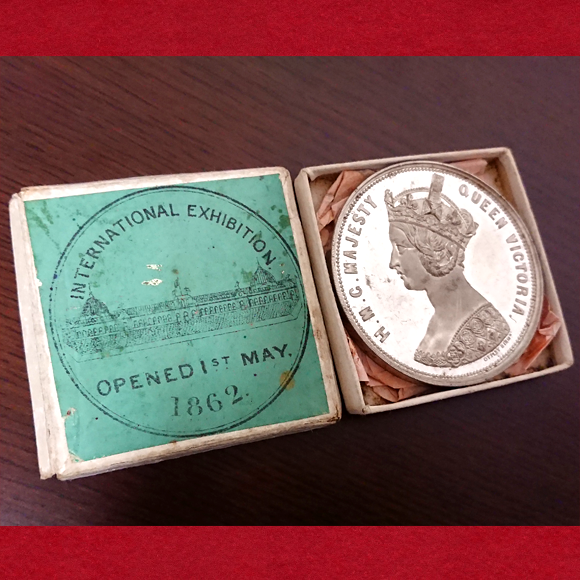 INTERNATIONAL EXHIBITION
OPENED 1ST MAY.
1862.
H. M. G. MAJESTY QUEEN VICTORIA.